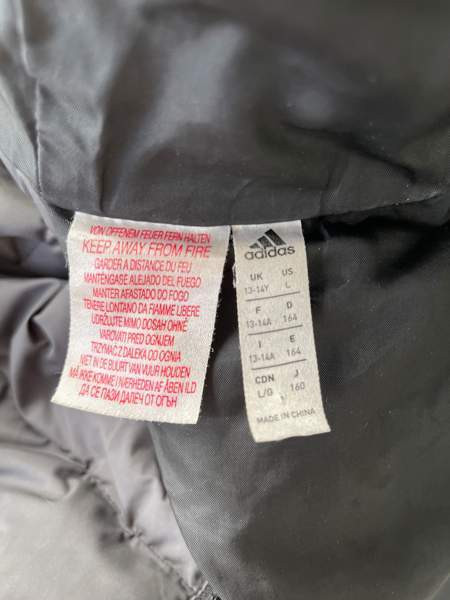 VON OFFENEM FEUER FERN HALTEN
KEEP AWAY FROM FIRE
GARDER A DISTANCE DU FEU
MANTÉNGASE ALEJADO DEL FUEGO
MANTER AFASTADO DO FOGO
TENERE LONTANO DA FIAMME LIBERE
UDRŽUJTE MIMO DOSAH OHNĚ
VAROVATI PRED OGNJEN
TRZYMAĆ Z DALEKA OD OGNIA
NIET IN DE BUURT VAN VUUR HOUDEN
MÅ IKKE KOMME I NIERHEDEN AF ÅBEN ILD
ДА СЕ ПАЗИ ДАЛЕЧ ОТ ОГЪН
adidas
UK US
13-14Y L
F D
13-14A 164
I E
13-14A 164
CDN J
L/G 160
MADE IN CHINA